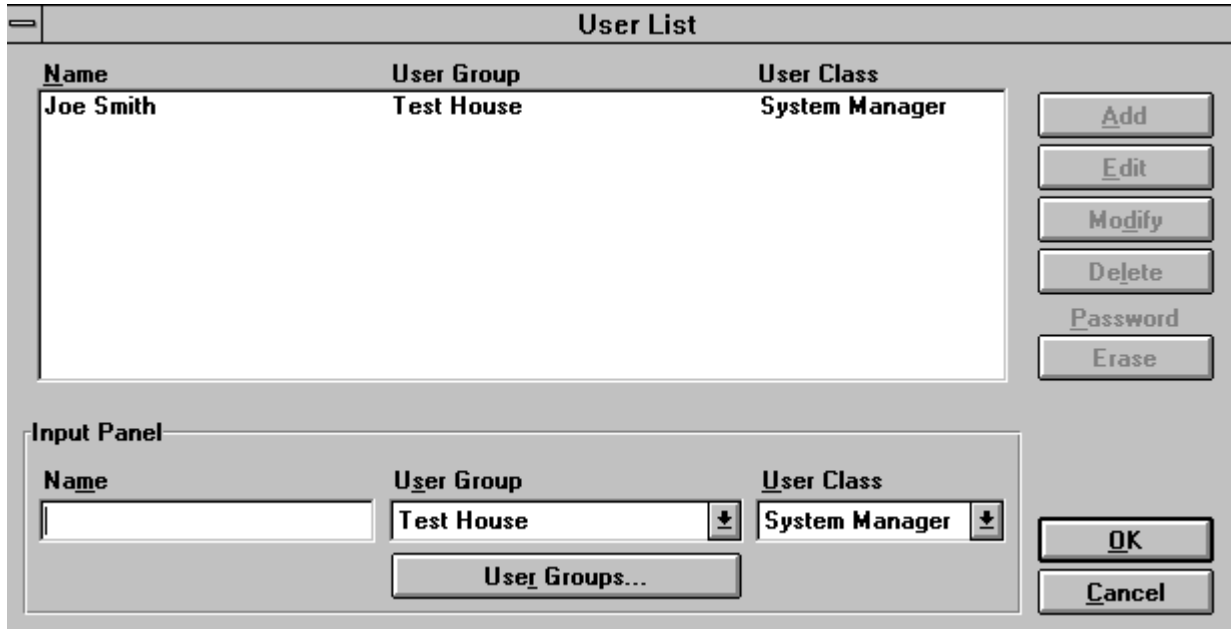 User List
Name User Group User Class
Joe Smith Test House System Manager
Add
Edit
Modify
Delete
Password
Erase
Input Panel
Name User Group User Class
Test House System Manager
User Groups...
OK
Cancel